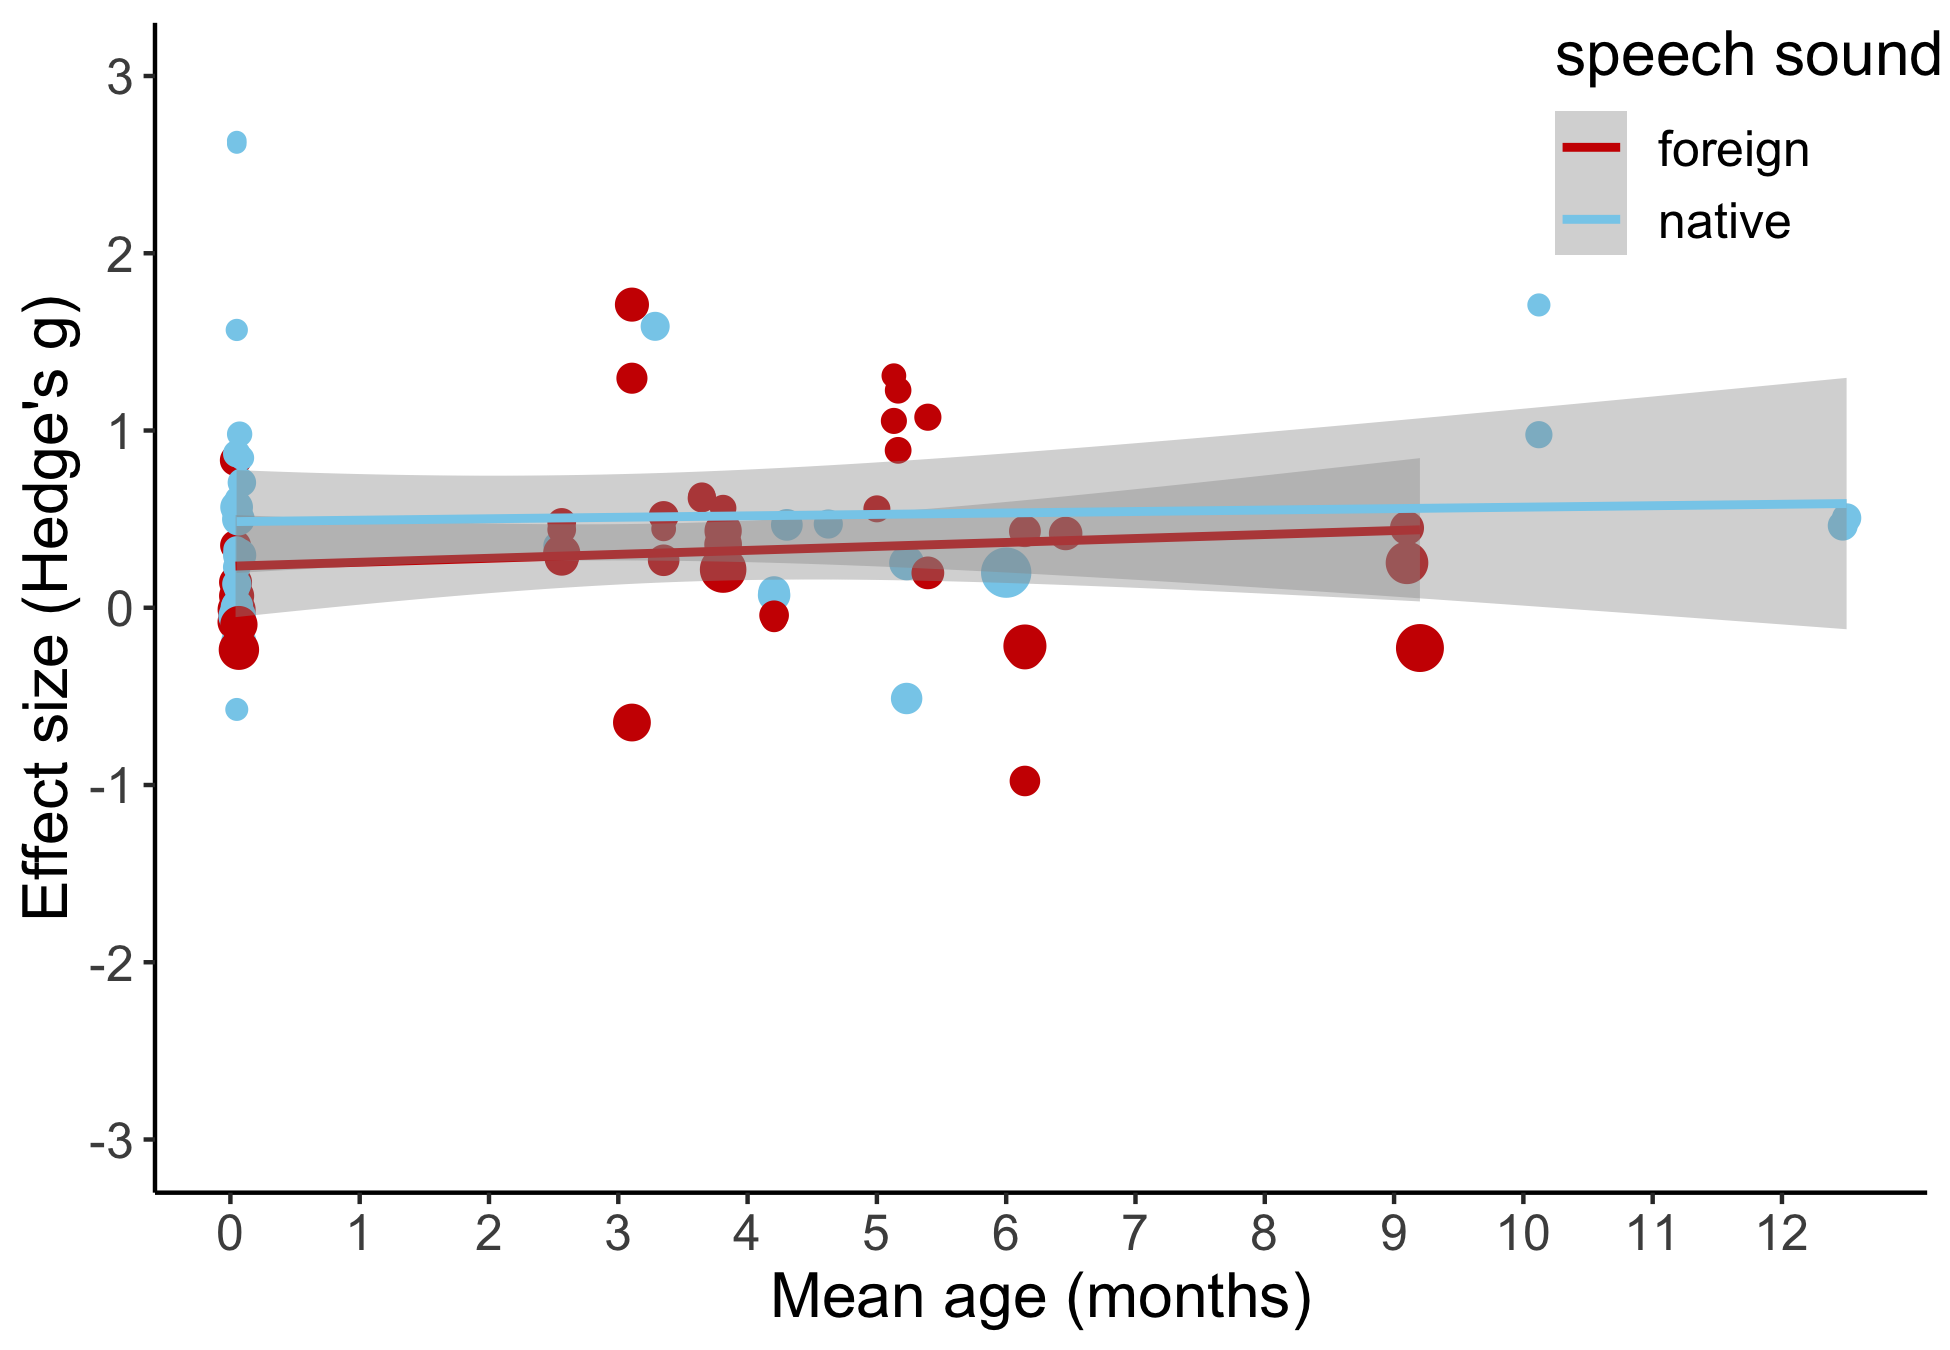 speech sound
foreign
native
Effect size (Hedge's g)
3
2
1
0
-1
-2
-3
0 1 2 3 4 5 6 7 8 9 10 11 12
Mean age (months)